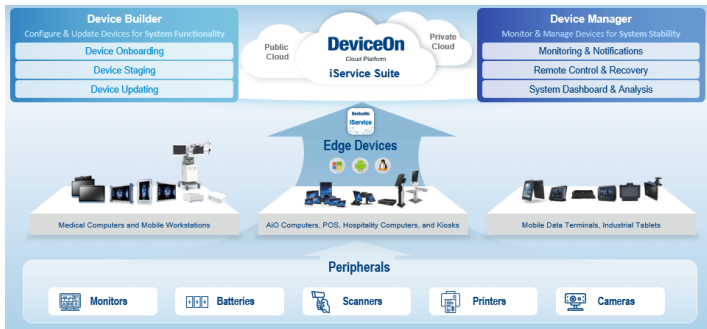 Device Builder
Configure & Update Devices for System Functionality
Device Onboarding
Device Staging
Device Updating
Public
Cloud
DeviceOn
Cloud Platform
iService Suite
Private
Cloud
Device Manager
Monitor & Manage Devices for System Stability
Monitoring & Notifications
Remote Control & Recovery
System Dashboard & Analysis
DeviceOn
iService
Edge Devices
Medical Computers and Mobile Workstations
AiO Computers, POS, Hospitality Computers, and Kiosks
Mobile Data Terminals, Industrial Tablets
Peripherals
Monitors
Batteries
Scanners
Printers
Cameras